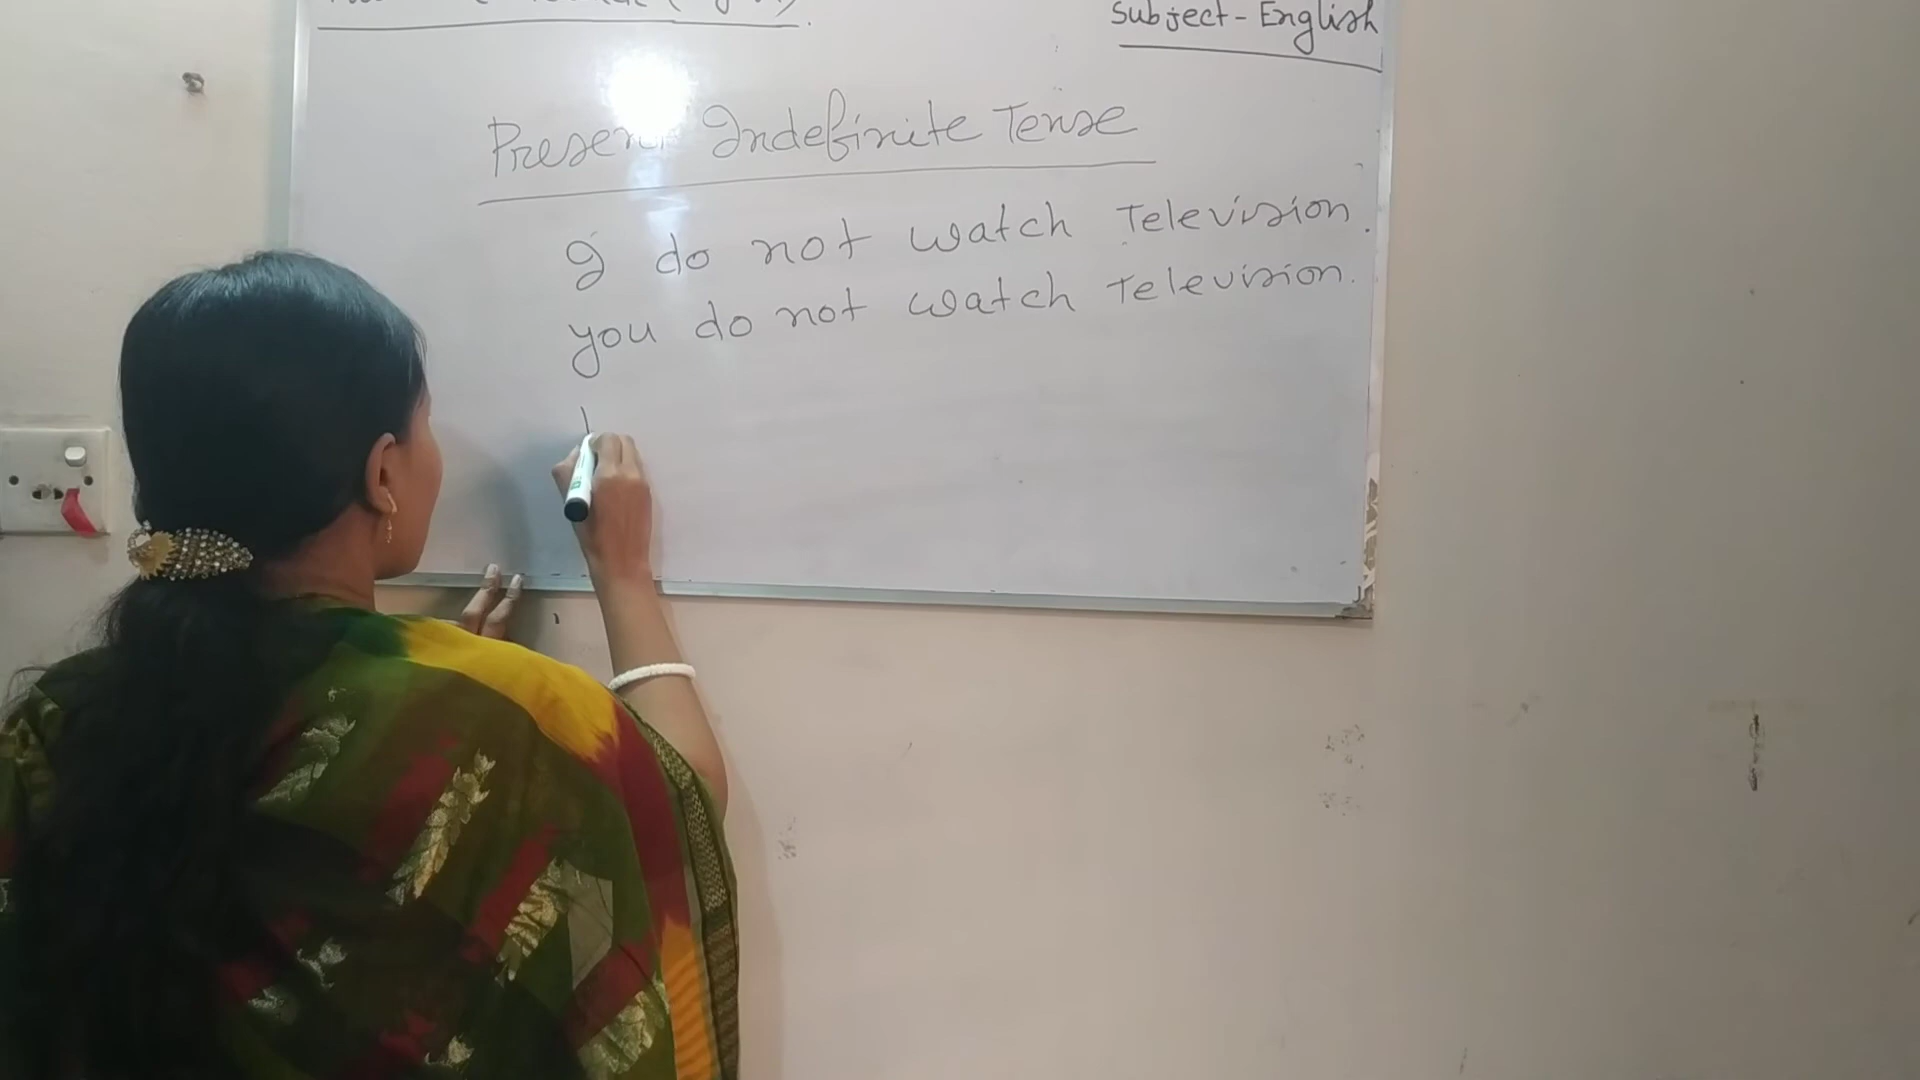 Subject - English
Present Indefinite Tense
I do not watch Television.
you do not watch Television.